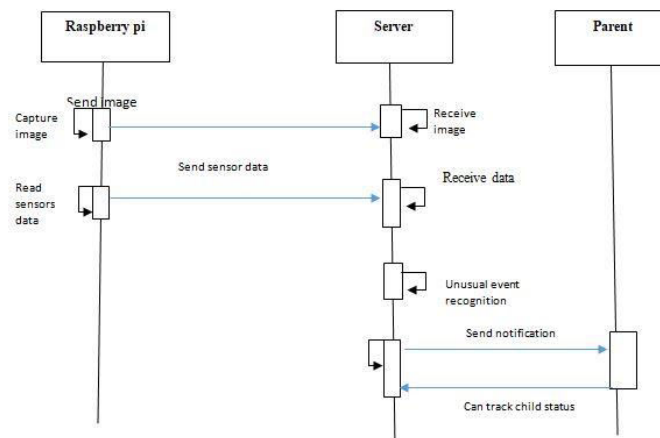 Raspberry pi
Server
Parent
Send image
Capture
image
Receive
image
Send sensor data
Read
sensors
data
Receive data
Unusual event
recognition
Send notification
Can track child status